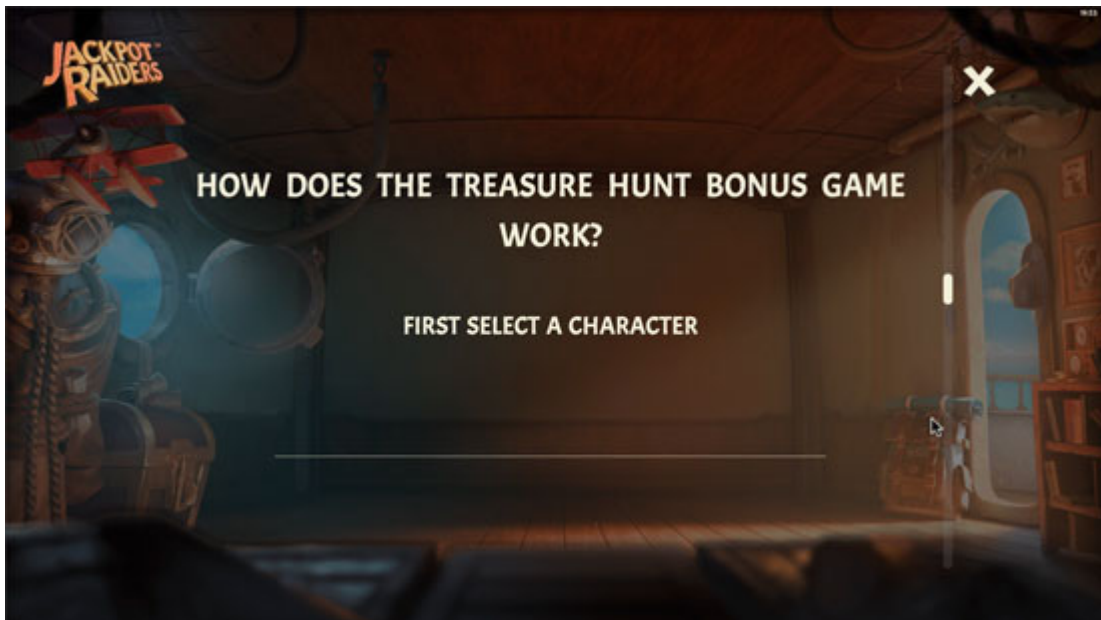 JACKPOT™
RAIDERS
HOW DOES THE TREASURE HUNT BONUS GAME
WORK?
FIRST SELECT A CHARACTER